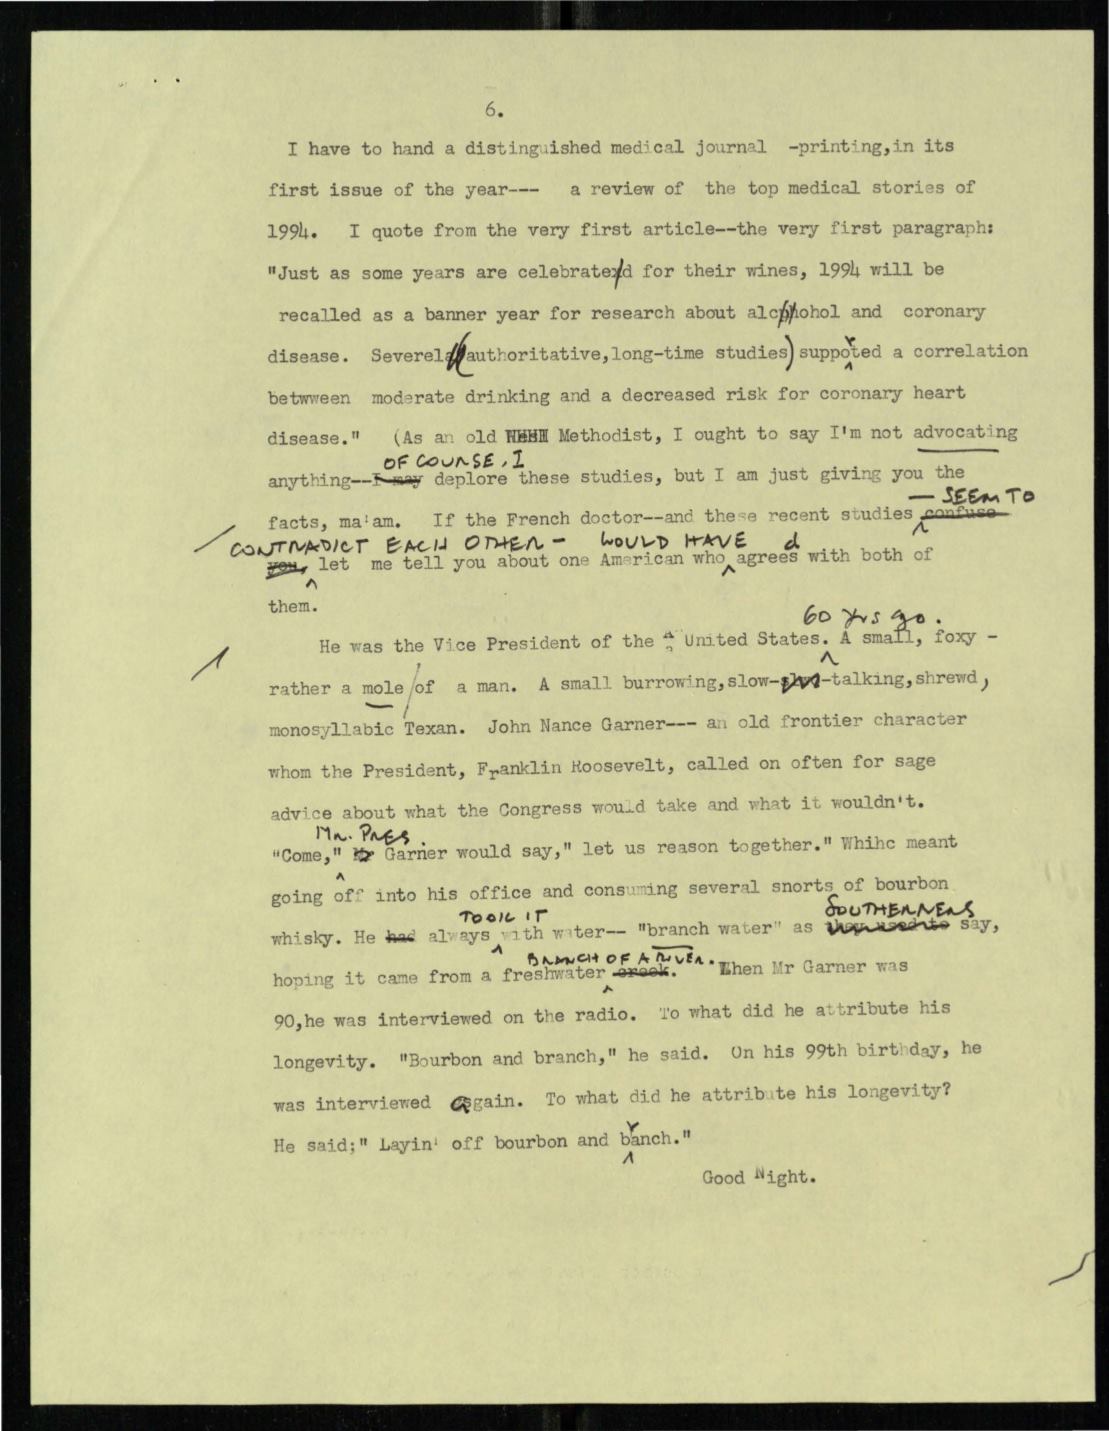 6.
I have to hand a distinguished medical journal -printing,in its
first issue of the year--- a review of the top medical stories of
1994. I quote from the very first article--the very first paragraph:
"Just as some years are celebratexd for their wines, 1994 will be
recalled as a banner year for research about alcohohol and coronary
disease. Severel (authoritative,long-time studies) supported a correlation
betwween moderate drinking and a decreased risk for coronary heart
disease." (As an old Methodist, I ought to say I'm not advocating
OF COURSE, I
anything--I may deplore these studies, but I am just giving you the
— SEEM TO
facts, ma'am. If the French doctor--and these recent studies confuse
CONTRADICT EACH OTHER - WOULD HAVE d
you, let me tell you about one American who agrees with both of
them.
60 yrs ago.
He was the Vice President of the United States. A small, foxy -
rather a mole/of a man. A small burrowing,slow-talking,shrewd,
monosyllabic Texan. John Nance Garner--- an old frontier character
whom the President, Franklin Roosevelt, called on often for sage
advice about what the Congress would take and what it wouldn't.
MR. PRES.
"Come," Garner would say," let us reason together." Whihc meant
going off into his office and consuming several snorts of bourbon
TOOK IT SOUTHERNERS
whisky. He had always with water-- "branch water" as they used to say,
BRANCH OF A RIVER.
hoping it came from a freshwater creek. When Mr Garner was
90,he was interviewed on the radio. To what did he attribute his
longevity. "Bourbon and branch," he said. On his 99th birthday, he
was interviewed again. To what did he attribute his longevity?
He said;" Layin' off bourbon and branch."
Good Night.